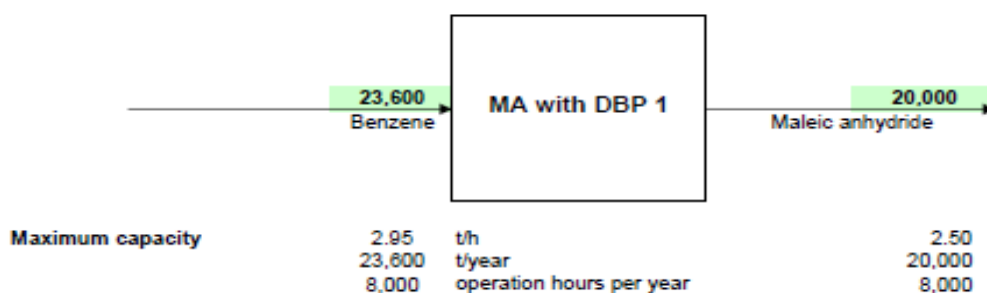 23,600
Benzene
MA with DBP 1
20,000
Maleic anhydride
Maximum capacity 2.95 t/h 2.50
23,600 t/year 20,000
8,000 operation hours per year 8,000